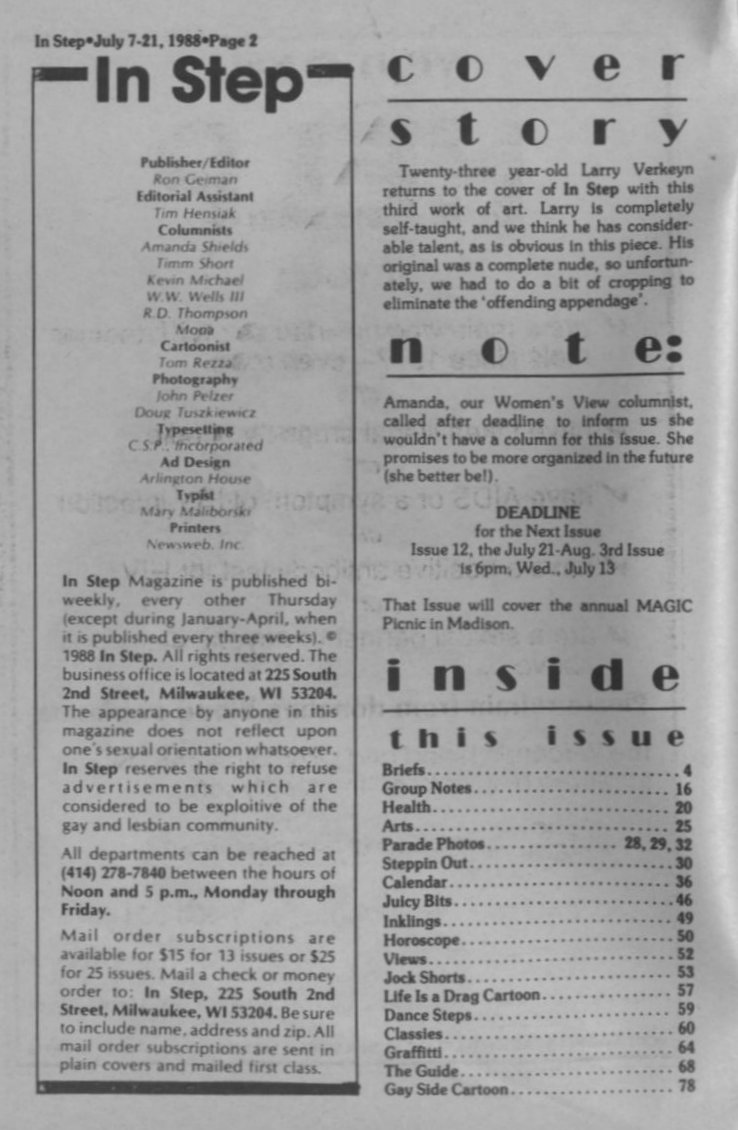 In Step•July 7-21, 1988•Page 2
In Step
Publisher/Editor
Ron Geiman
Editorial Assistant
Tim Hensiak
Columnists
Amanda Shields
Timm Short
Kevin Michael
W.W. Wells III
R.D. Thompson
Mona
Cartoonist
Tom Rezza
Photography
John Pelzer
Doug Tuszkiewicz
Typesetting
C.S.P., Incorporated
Ad Design
Arlington House
Typist
Mary Maliborski
Printers
Newsweb, Inc.
In Step Magazine is published bi-
weekly, every other Thursday
(except during January-April, when
it is published every three weeks). ©
1988 In Step. All rights reserved. The
business office is located at 225 South
2nd Street, Milwaukee, WI 53204.
The appearance by anyone in this
magazine does not reflect upon
one's sexual orientation whatsoever.
In Step reserves the right to refuse
advertisements which are
considered to be exploitive of the
gay and lesbian community.
All departments can be reached at
(414) 278-7840 between the hours of
Noon and 5 p.m., Monday through
Friday.
Mail order subscriptions are
available for $15 for 13 issues or $25
for 25 issues. Mail a check or money
order to: In Step, 225 South 2nd
Street, Milwaukee, WI 53204. Be sure
to include name, address and zip. All
mail order subscriptions are sent in
plain covers and mailed first class.
cover
story
Twenty-three year-old Larry Verkeyn
returns to the cover of In Step with this
third work of art. Larry is completely
self-taught, and we think he has consider-
able talent, as is obvious in this piece. His
original was a complete nude, so unfortun-
ately, we had to do a bit of cropping to
eliminate the 'offending appendage'.
note:
Amanda, our Women's View columnist,
called after deadline to inform us she
wouldn't have a column for this issue. She
promises to be more organized in the future
(she better be!).
DEADLINE
for the Next Issue
Issue 12, the July 21-Aug. 3rd Issue
is 6pm, Wed., July 13
That Issue will cover the annual MAGIC
Picnic in Madison.
inside
this issue
Briefs.............................. 4
Group Notes......................... 16
Health.............................. 20
Arts................................ 25
Parade Photos................ 28, 29, 32
Steppin Out......................... 30
Calendar............................ 36
Juicy Bits.......................... 46
Inklings............................ 49
Horoscope........................... 50
Views............................... 52
Jock Shorts......................... 53
Life Is a Drag Cartoon.............. 57
Dance Steps......................... 59
Classies............................ 60
Graffitti........................... 64
The Guide........................... 68
Gay Side Cartoon.................... 78